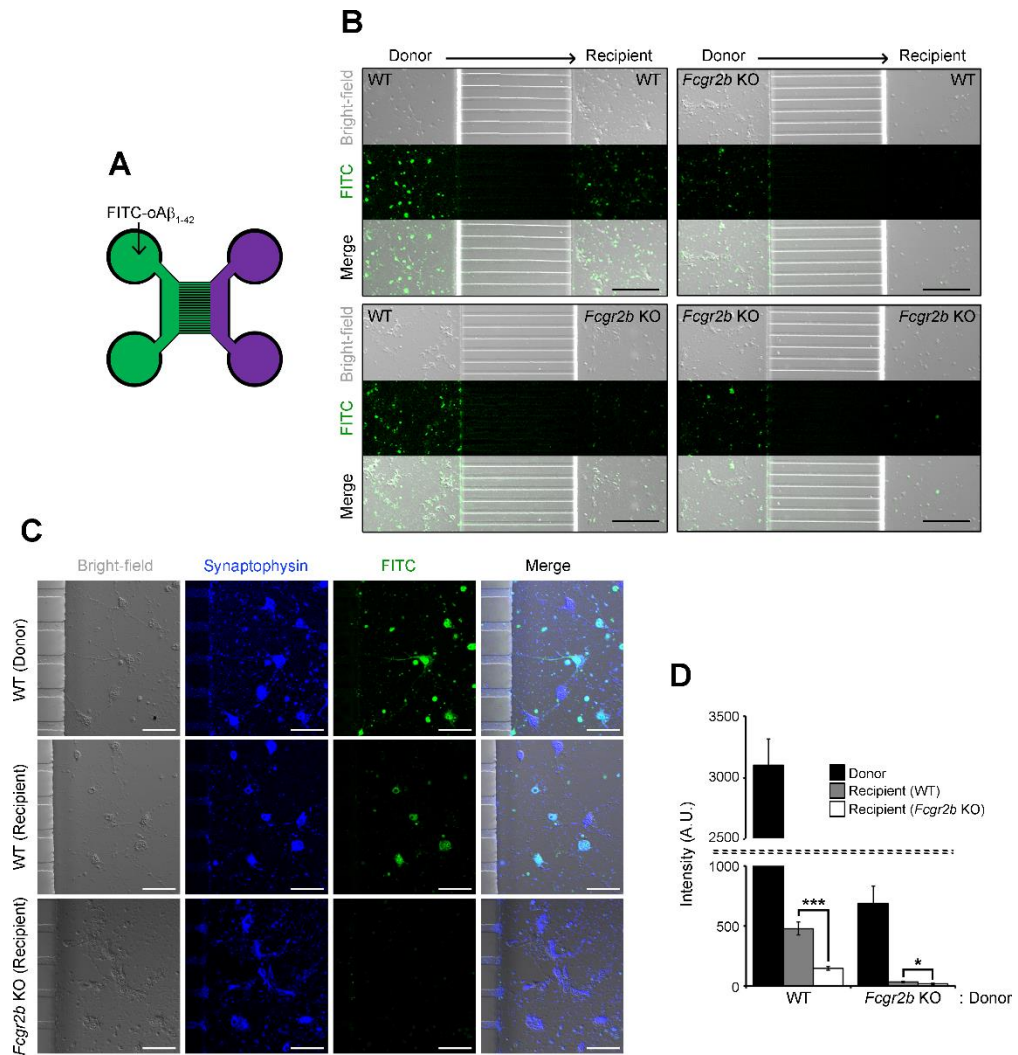 A
FITC-oAβ1-42
B
Donor Recipient Donor Recipient
WT WT Fcgr2b KO WT
Bright-field
FITC
Merge
WT Fcgr2b KO Fcgr2b KO Fcgr2b KO
Bright-field
FITC
Merge
C
Bright-field Synaptophysin FITC Merge
WT (Donor)
WT (Recipient)
Fcgr2b KO (Recipient)
D
3500
3000
2500
1000
500
0
Intensity (A.U.)
Donor
Recipient (WT)
Recipient (Fcgr2b KO)
***
*
WT Fcgr2b KO : Donor